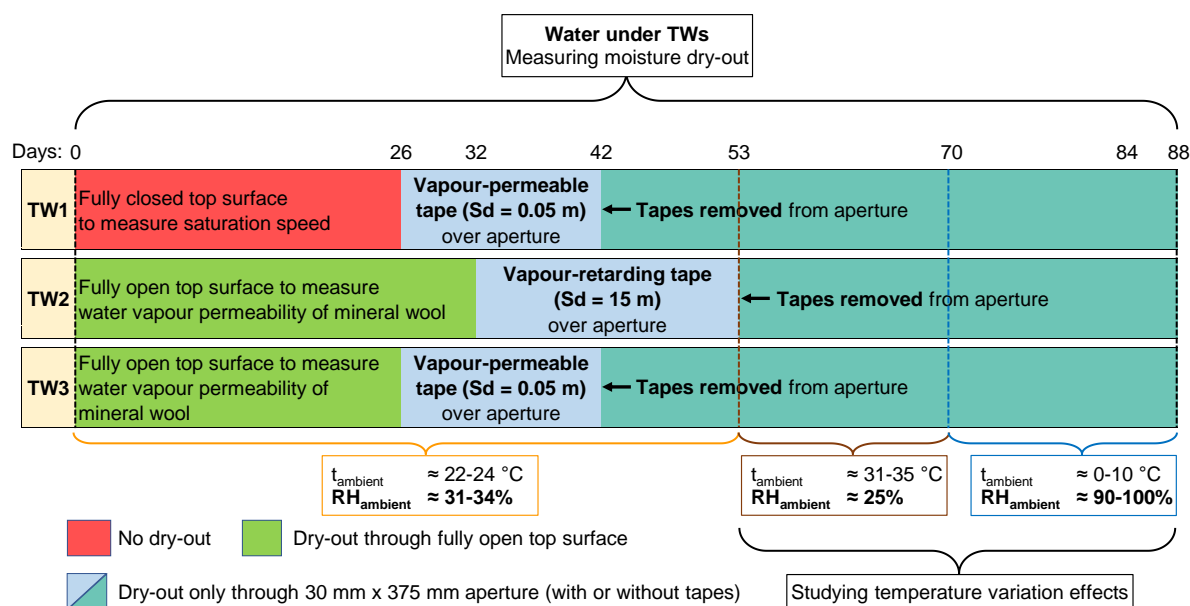 Water under TWs
Measuring moisture dry-out
Days: 0 26 32 42 53 70 84 88
TW1
Fully closed top surface
to measure saturation speed
Vapour-permeable
tape (Sd = 0.05 m)
over aperture
Tapes removed from aperture
TW2
Fully open top surface to measure
water vapour permeability of mineral wool
Vapour-retarding tape
(Sd = 15 m)
over aperture
Tapes removed from aperture
TW3
Fully open top surface to measure
water vapour permeability of
mineral wool
Vapour-permeable
tape (Sd = 0.05 m)
over aperture
Tapes removed from aperture
tambient ≈ 22-24 °C
RHambient ≈ 31-34%
tambient ≈ 31-35 °C
RHambient ≈ 25%
tambient ≈ 0-10 °C
RHambient ≈ 90-100%
No dry-out
Dry-out through fully open top surface
Dry-out only through 30 mm x 375 mm aperture (with or without tapes)
Studying temperature variation effects